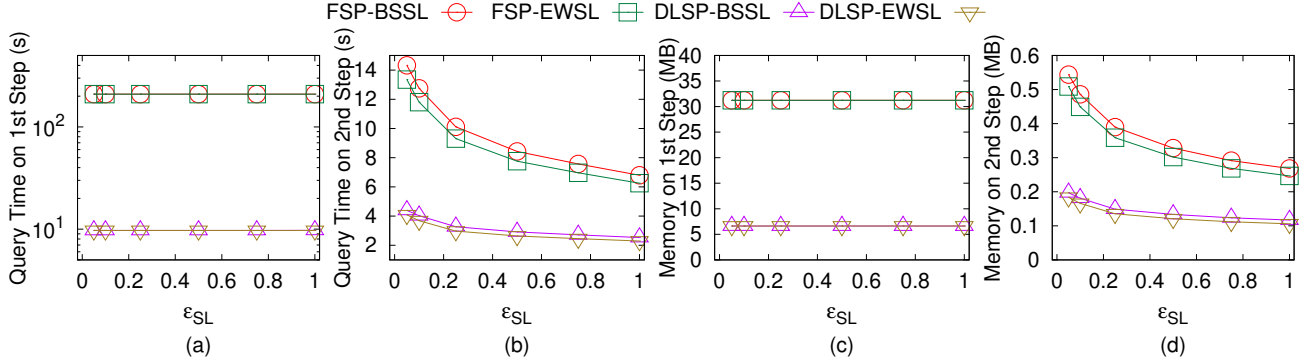 FSP-BSSL FSP-EWSL DLSP-BSSL DLSP-EWSL
Query Time on 1st Step (s)
10^2
10^1
0 0.2 0.4 0.6 0.8 1
ε_SL
(a)
Query Time on 2nd Step (s)
14
12
10
8
6
4
2
0 0.2 0.4 0.6 0.8 1
ε_SL
(b)
Memory on 1st Step (MB)
40
35
30
25
20
15
10
5
0
0 0.2 0.4 0.6 0.8 1
ε_SL
(c)
Memory on 2nd Step (MB)
0.6
0.5
0.4
0.3
0.2
0.1
0
0 0.2 0.4 0.6 0.8 1
ε_SL
(d)